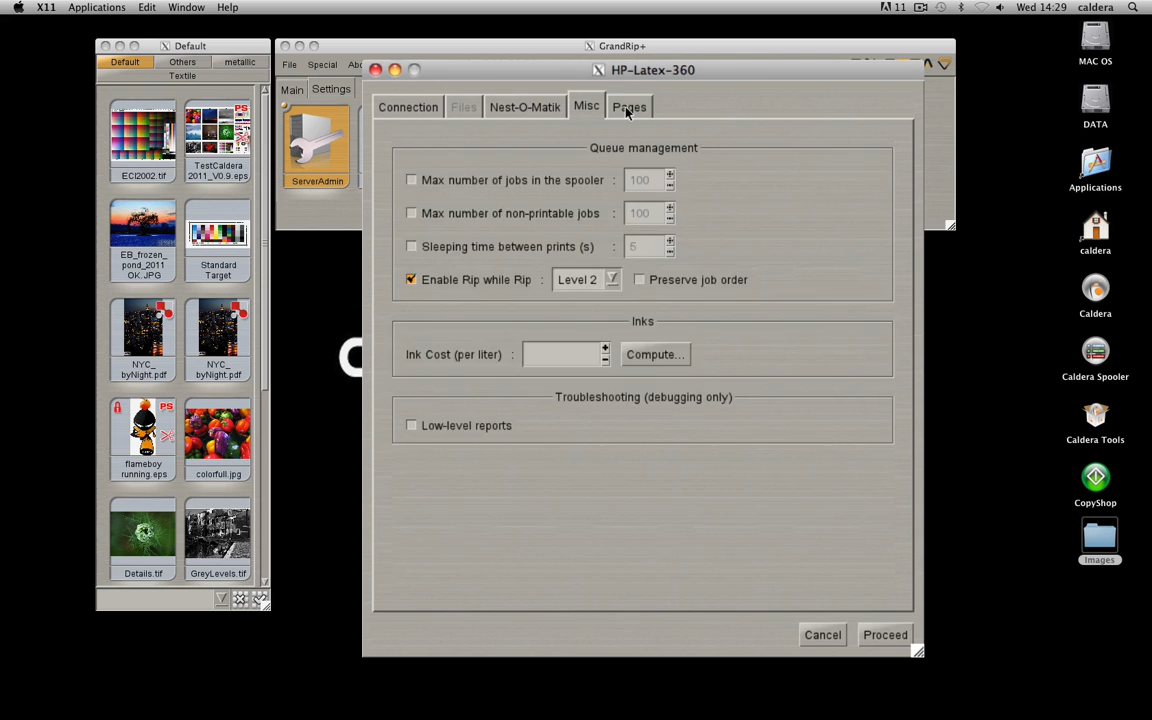 X11 Applications Edit Window Help
11 Wed 14:29 caldera
MAC OS
DATA
Applications
caldera
Caldera
Caldera Spooler
Caldera Tools
CopyShop
Images
Default
Default Others metallic
Textile
ECI2002.tif
PS
TestCaldera
2011_V0.9.eps
EB_frozen_
pond_2011
OK.JPG
Standard
Target
NYC_
byNight.pdf
NYC_
byNight.pdf
PS
flameboy
running.eps
colorfull.jpg
Details.tif
GreyLevels.tif
GrandRip+
File Special
Main Settings
ServerAdmin
HP-Latex-360
Connection Files Nest-O-Matik Misc Pages
Queue management
Max number of jobs in the spooler : 100
Max number of non-printable jobs : 100
Sleeping time between prints (s) : 5
Enable Rip while Rip : Level 2 Preserve job order
Inks
Ink Cost (per liter) : Compute...
Troubleshooting (debugging only)
Low-level reports
Cancel Proceed